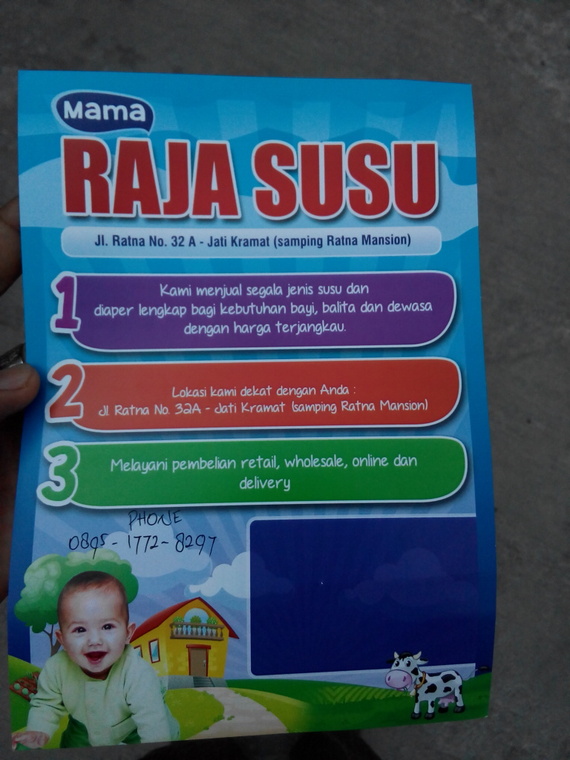 Mama
RAJA SUSU
Jl. Ratna No. 32 A - Jati Kramat (samping Ratna Mansion)
1
Kami menjual segala jenis susu dan
diaper lengkap bagi kebutuhan bayi, balita dan dewasa
dengan harga terjangkau.
2
Lokasi kami dekat dengan Anda :
Jl. Ratna No. 32A - Jati Kramat (samping Ratna Mansion)
3
Melayani pembelian retail, wholesale, online dan
delivery
PHONE
0895-1772-8297